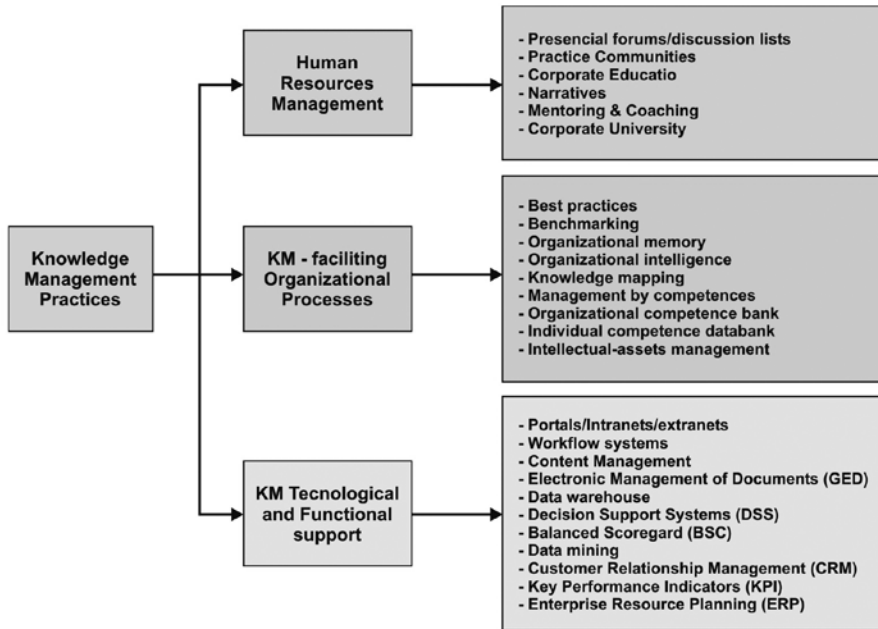 Human
Resources
Management
- Presencial forums/discussion lists
- Practice Communities
- Corporate Educatio
- Narratives
- Mentoring & Coaching
- Corporate University
Knowledge
Management
Practices
KM - faciliting
Organizational
Processes
- Best practices
- Benchmarking
- Organizational memory
- Organizational intelligence
- Knowledge mapping
- Management by competences
- Organizational competence bank
- Individual competence databank
- Intellectual-assets management
KM Tecnological
and Functional
support
- Portals/Intranets/extranets
- Workflow systems
- Content Management
- Electronic Management of Documents (GED)
- Data warehouse
- Decision Support Systems (DSS)
- Balanced Scoregard (BSC)
- Data mining
- Customer Relationship Management (CRM)
- Key Performance Indicators (KPI)
- Enterprise Resource Planning (ERP)